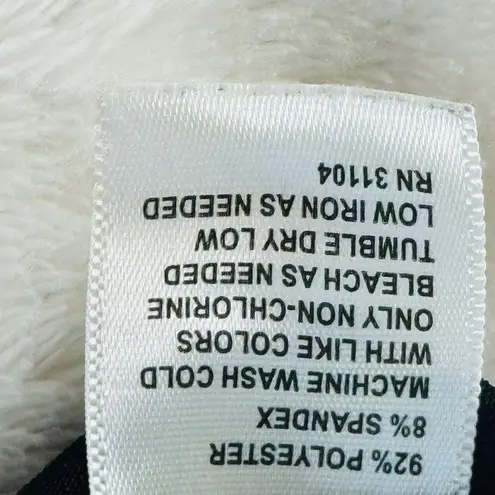 92% POLYESTER
8% SPANDEX
MACHINE WASH COLD
WITH LIKE COLORS
ONLY NON-CHLORINE
BLEACH AS NEEDED
TUMBLE DRY LOW
LOW IRON AS NEEDED
RN 31104